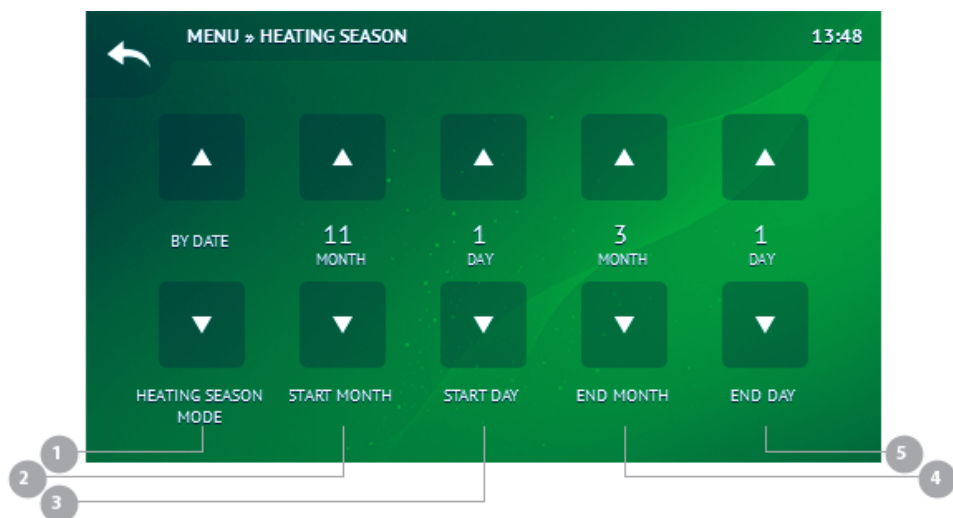 MENU » HEATING SEASON
13:48
BY DATE
11
MONTH
1
DAY
3
MONTH
1
DAY
HEATING SEASON
MODE
START MONTH
START DAY
END MONTH
END DAY
1
2
3
4
5